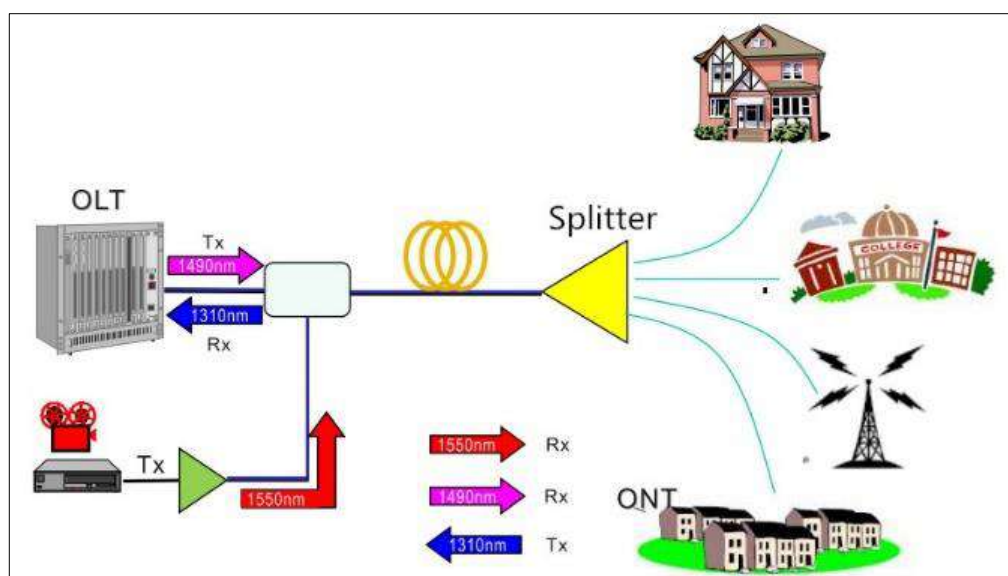 OLT
Tx
1490nm
1310nm
Rx
Splitter
COLLEGE
Tx
1550nm
1550nm Rx
1490nm Rx
1310nm Tx
ONT